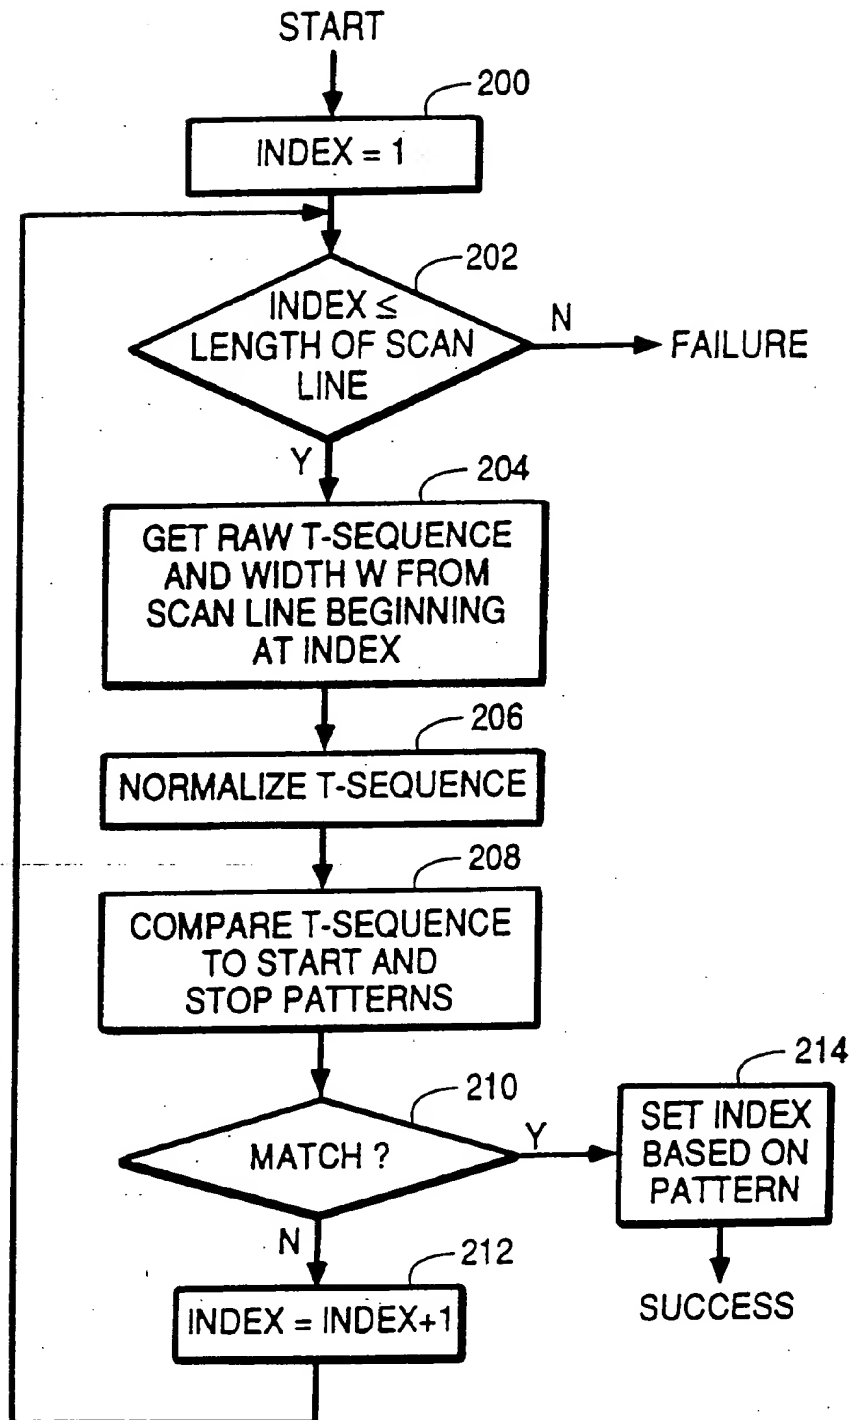 START
200
INDEX = 1
202
INDEX ≤
LENGTH OF SCAN
LINE
N
FAILURE
Y
204
GET RAW T-SEQUENCE
AND WIDTH W FROM
SCAN LINE BEGINNING
AT INDEX
206
NORMALIZE T-SEQUENCE
208
COMPARE T-SEQUENCE
TO START AND
STOP PATTERNS
210
MATCH ?
Y
214
SET INDEX
BASED ON
PATTERN
N
212
INDEX = INDEX+1
SUCCESS